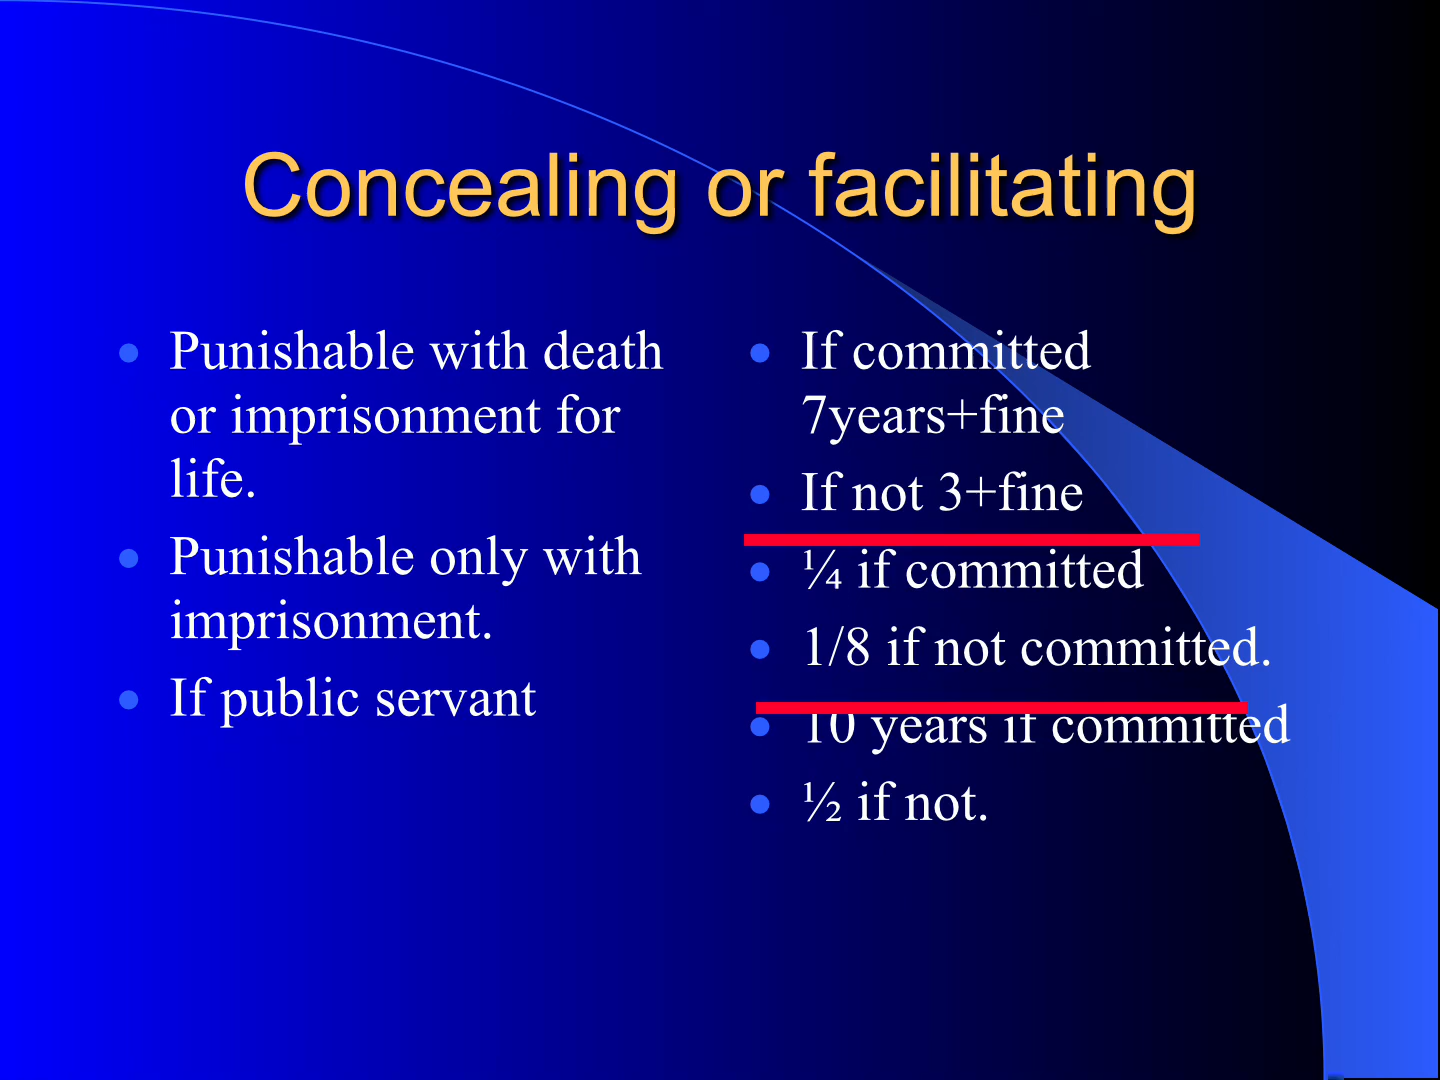 Concealing or facilitating
• Punishable with death
or imprisonment for
life.
• Punishable only with
imprisonment.
• If public servant
• If committed
7years+fine
• If not 3+fine
• ¼ if committed
• 1/8 if not committed.
• 10 years if committed
• ½ if not.